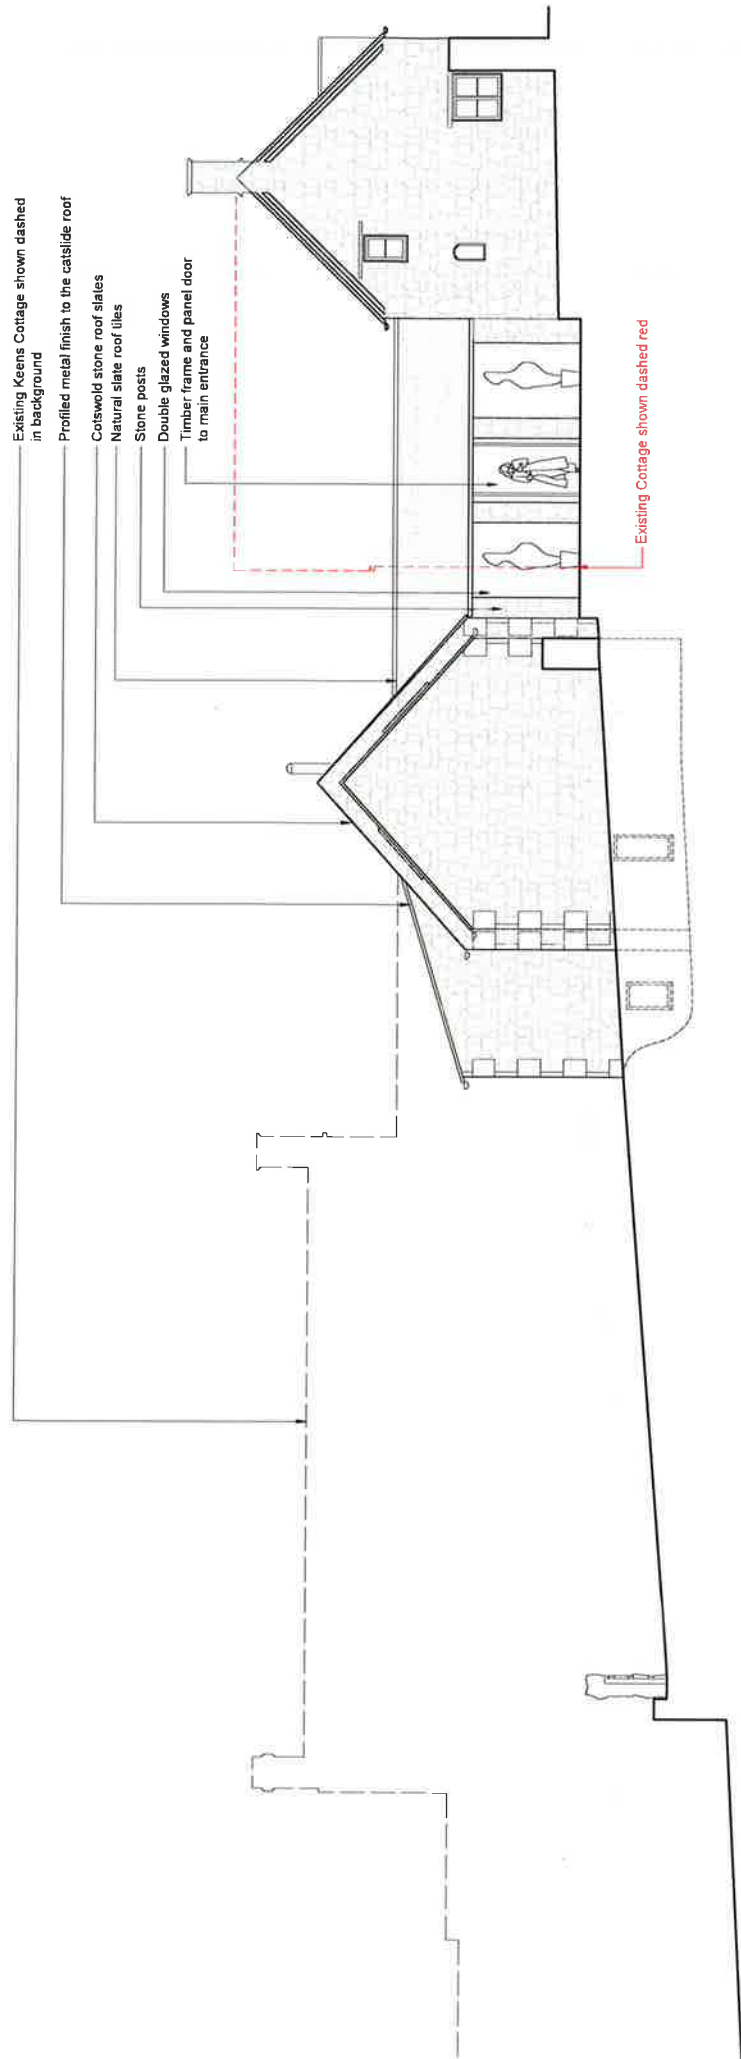 Existing Keens Cottage shown dashed
in background
Profiled metal finish to the catslide roof
Cotswold stone roof slates
Natural slate roof tiles
Stone posts
Double glazed windows
Timber frame and panel door
to main entrance
Existing Cottage shown dashed red